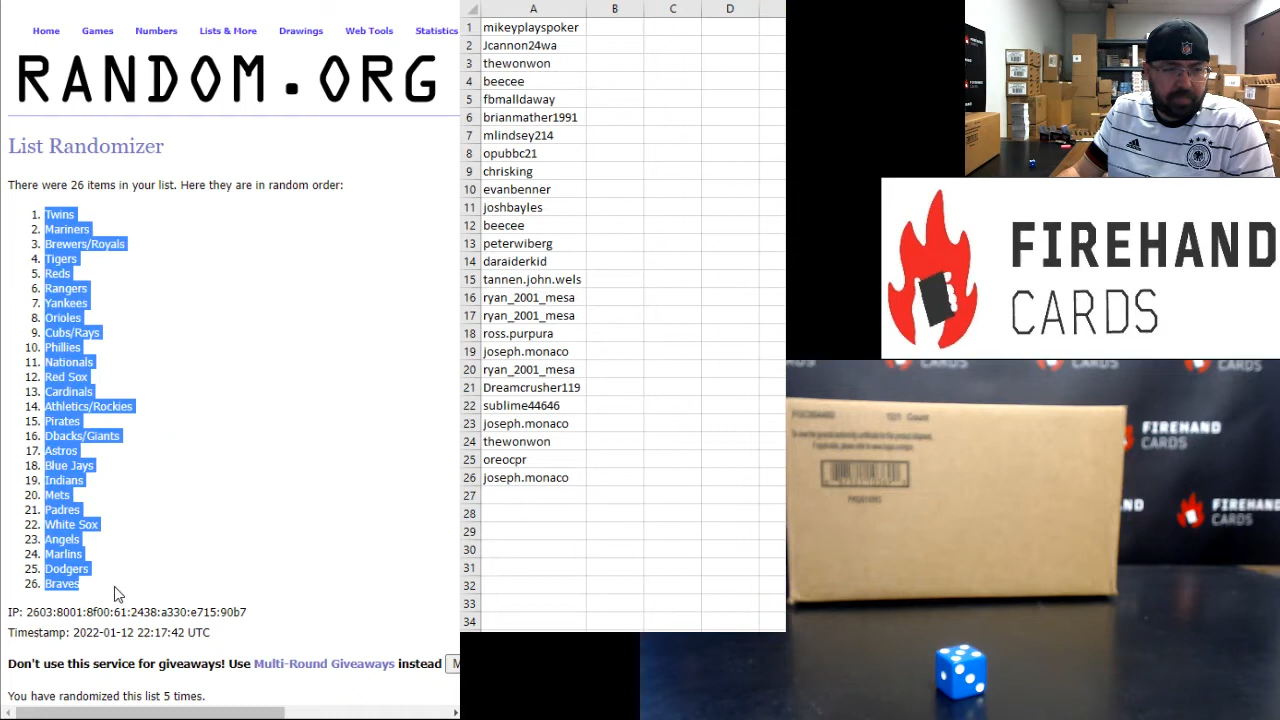 Home Games Numbers Lists & More Drawings Web Tools Statistics
RANDOM.ORG
List Randomizer
There were 26 items in your list. Here they are in random order:
1. Twins
2. Mariners
3. Brewers/Royals
4. Tigers
5. Reds
6. Rangers
7. Yankees
8. Orioles
9. Cubs/Rays
10. Phillies
11. Nationals
12. Red Sox
13. Cardinals
14. Athletics/Rockies
15. Pirates
16. Dbacks/Giants
17. Astros
18. Blue Jays
19. Indians
20. Mets
21. Padres
22. White Sox
23. Angels
24. Marlins
25. Dodgers
26. Braves
IP: 2603:8001:8f00:61:2438:a330:e715:90b7
Timestamp: 2022-01-12 22:17:42 UTC
Don't use this service for giveaways! Use Multi-Round Giveaways instead M
You have randomized this list 5 times.
A B C D
1 mikeyplayspoker
2 Jcannon24wa
3 thewonwon
4 beecee
5 fbmalldaway
6 brianmather1991
7 mlindsey214
8 opubbc21
9 chrisking
10 evanbenner
11 joshbayles
12 beecee
13 peterwiberg
14 daraiderkid
15 tannen.john.wels
16 ryan_2001_mesa
17 ryan_2001_mesa
18 ross.purpura
19 joseph.monaco
20 ryan_2001_mesa
21 Dreamcrusher119
22 sublime44646
23 joseph.monaco
24 thewonwon
25 oreocpr
26 joseph.monaco
27
28
29
30
31
32
33
34
FIREHAND
CARDS
FIREHAND
CARDS
FIREHAND
CARDS